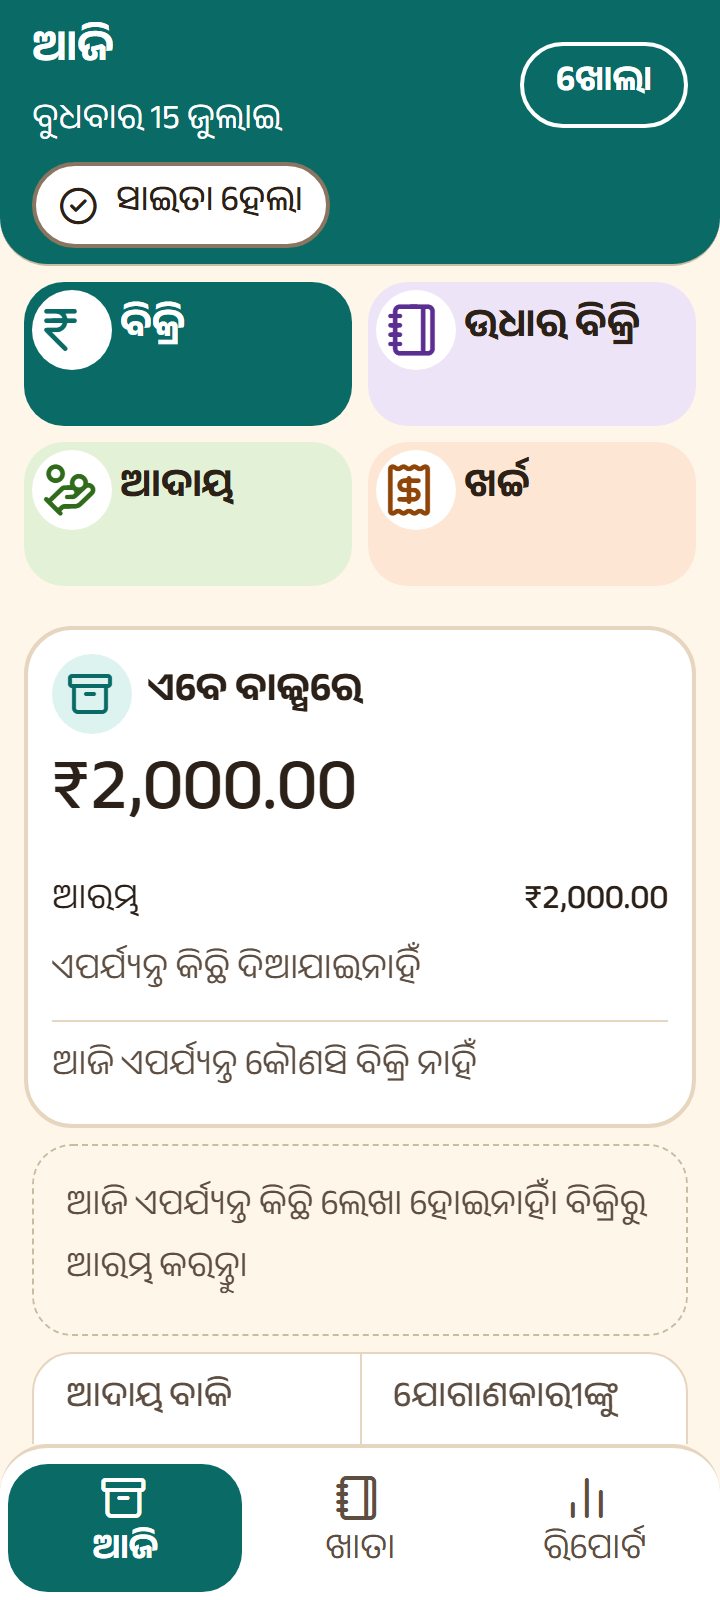 ଆଜି
ବୁଧବାର 15 ଜୁଲାଇ
ଖୋଲା
ସାଇତା ହେଲା
ବିକ୍ରି
ଉଧାର ବିକ୍ରି
ଆଦାୟ
ଖର୍ଚ୍ଚ
ଏବେ ବାକ୍ସରେ
₹2,000.00
ଆରମ୍ଭ ₹2,000.00
ଏପର୍ଯ୍ୟନ୍ତ କିଛି ଦିଆଯାଇନାହିଁ
ଆଜି ଏପର୍ଯ୍ୟନ୍ତ କୌଣସି ବିକ୍ରି ନାହିଁ
ଆଜି ଏପର୍ଯ୍ୟନ୍ତ କିଛି ଲେଖା ହୋଇନାହିଁ। ବିକ୍ରିରୁ
ଆରମ୍ଭ କରନ୍ତୁ।
ଆଦାୟ ବାକି
ଯୋଗାଣକାରୀଙ୍କୁ
ଆଜି
ଖାତା
ରିପୋର୍ଟ